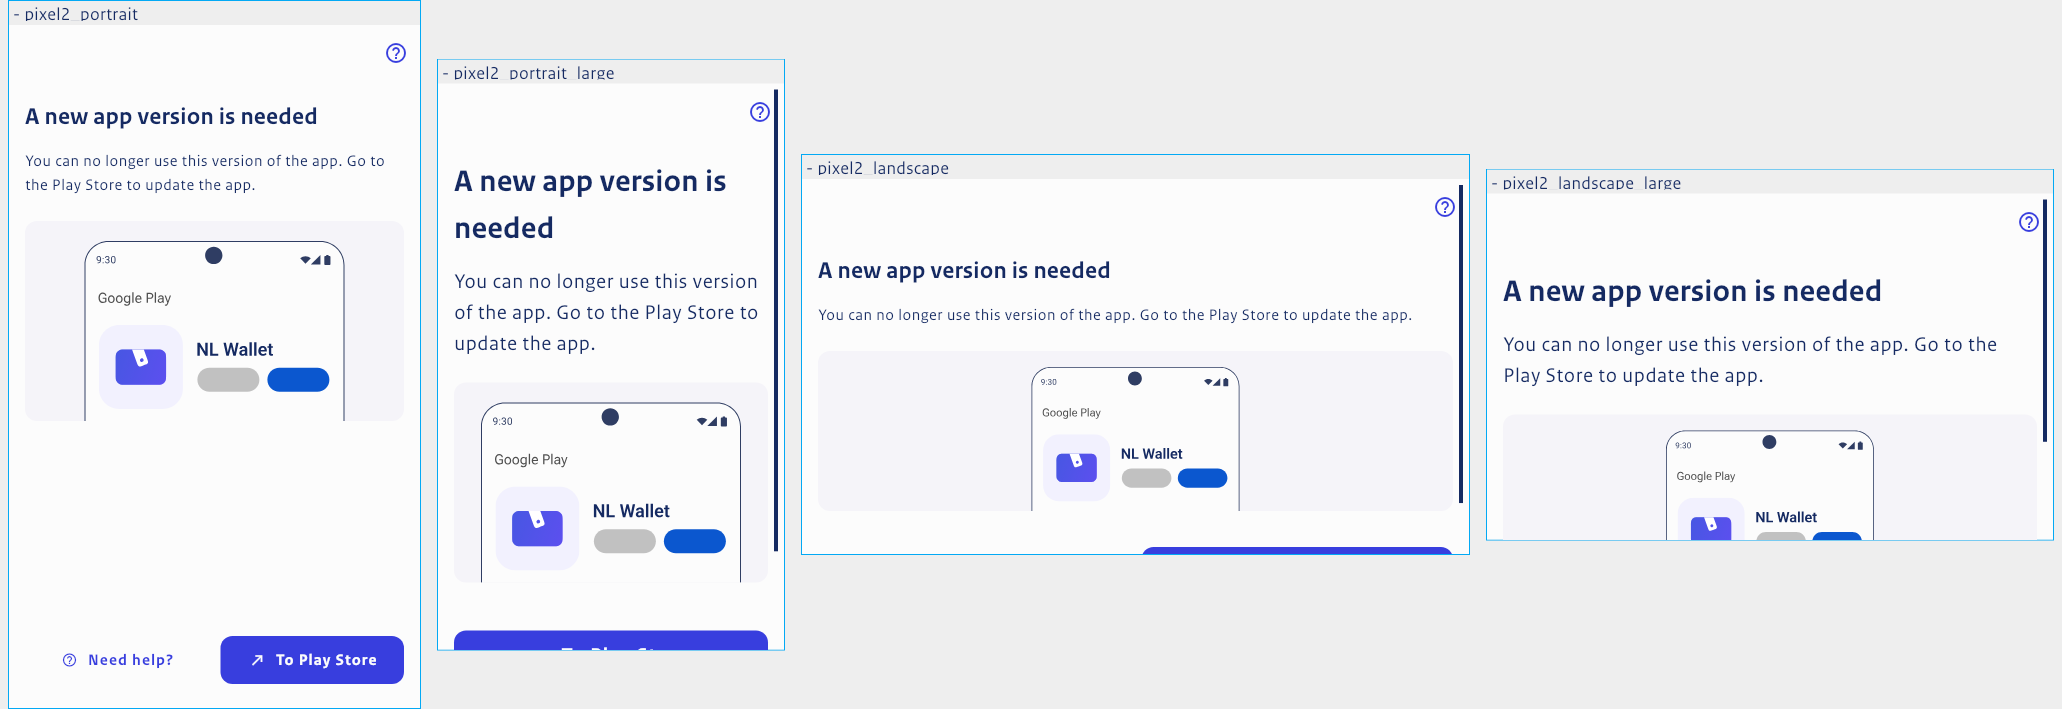 - pixel2_portrait
A new app version is needed
You can no longer use this version of the app. Go to
the Play Store to update the app.
9:30
Google Play
NL Wallet
Need help?
To Play Store
- pixel2_portrait_large
A new app version is
needed
You can no longer use this version
of the app. Go to the Play Store to
update the app.
9:30
Google Play
NL Wallet
- pixel2_landscape
A new app version is needed
You can no longer use this version of the app. Go to the Play Store to update the app.
9:30
Google Play
NL Wallet
- pixel2_landscape_large
A new app version is needed
You can no longer use this version of the app. Go to the
Play Store to update the app.
9:30
Google Play
NL Wallet